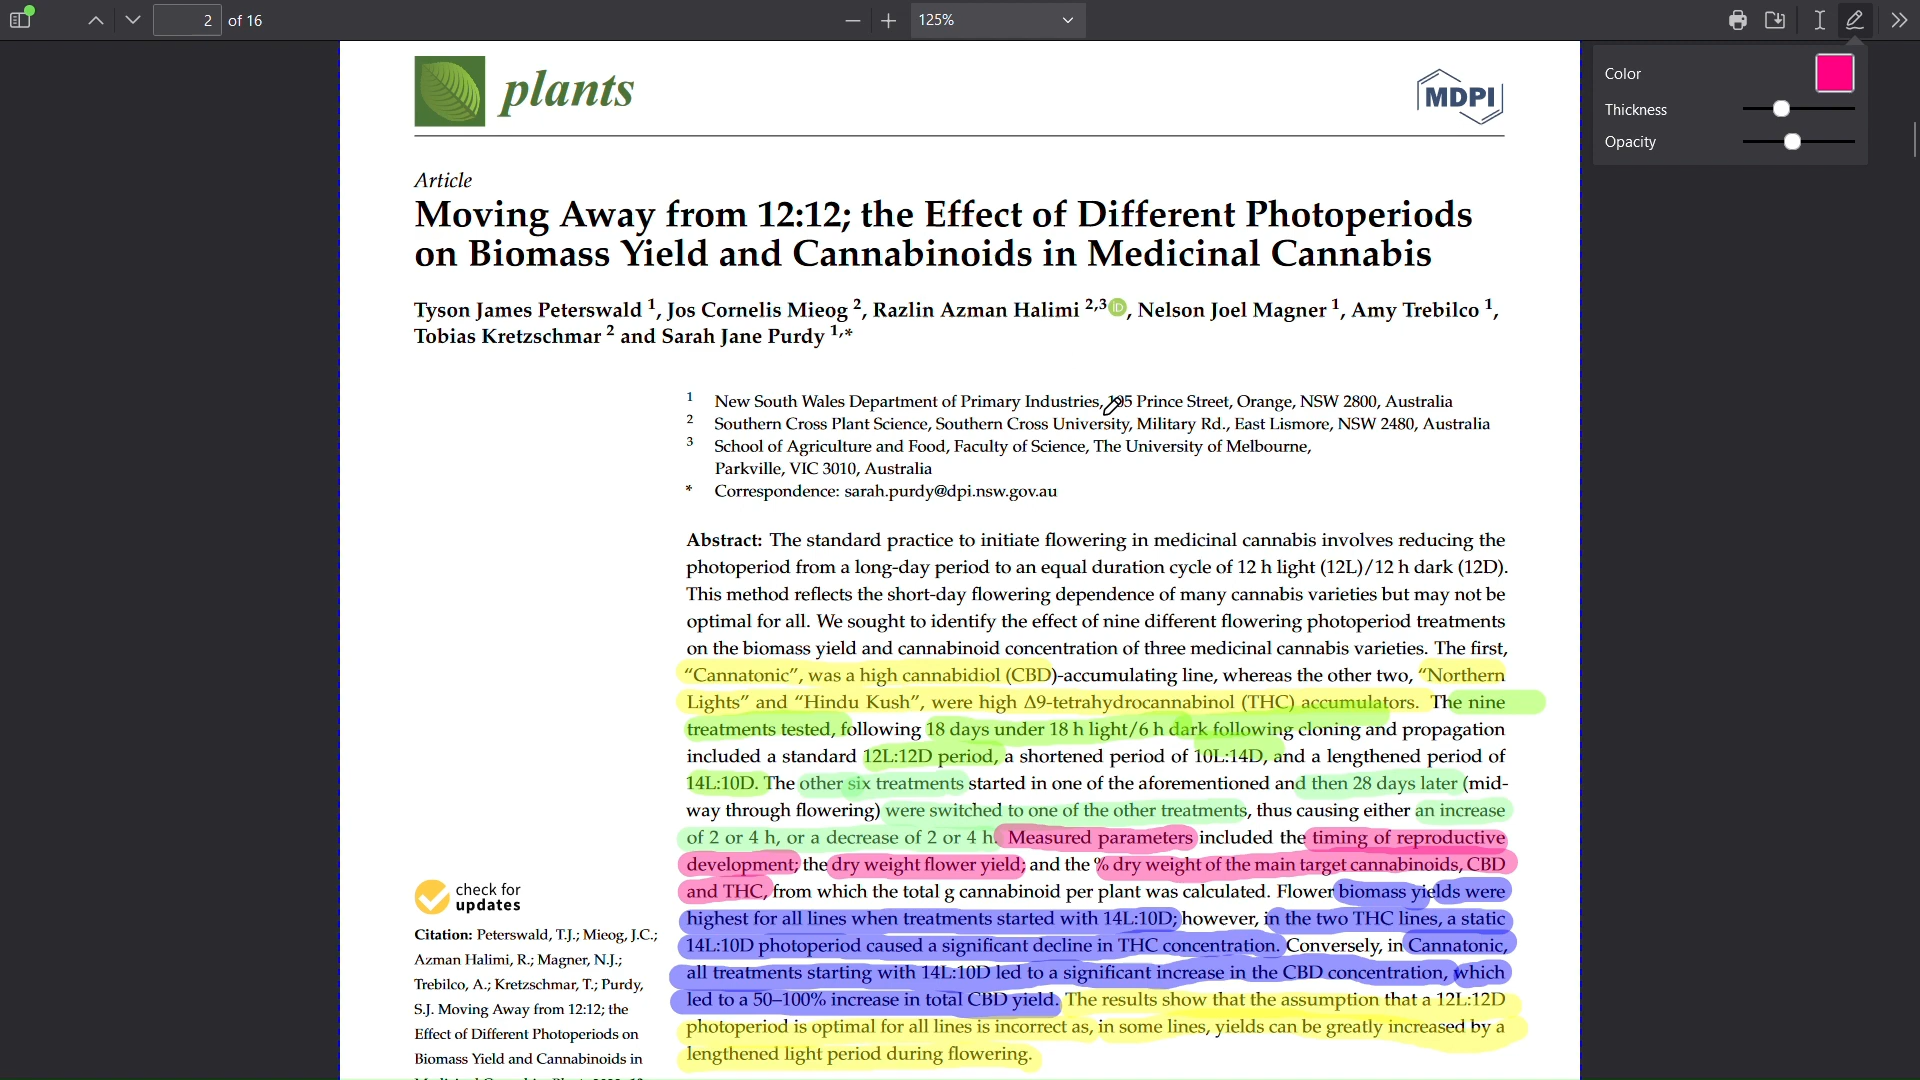 2 of 16
125%
Color
Thickness
Opacity
plants
MDPI
Article
Moving Away from 12:12; the Effect of Different Photoperiods
on Biomass Yield and Cannabinoids in Medicinal Cannabis
Tyson James Peterswald 1, Jos Cornelis Mieog 2, Razlin Azman Halimi 2,3 iD, Nelson Joel Magner 1, Amy Trebilco 1,
Tobias Kretzschmar 2 and Sarah Jane Purdy 1,*
1 New South Wales Department of Primary Industries, Prince Street, Orange, NSW 2800, Australia
2 Southern Cross Plant Science, Southern Cross University, Military Rd., East Lismore, NSW 2480, Australia
3 School of Agriculture and Food, Faculty of Science, The University of Melbourne,
Parkville, VIC 3010, Australia
* Correspondence: sarah.purdy@dpi.nsw.gov.au
Abstract: The standard practice to initiate flowering in medicinal cannabis involves reducing the
photoperiod from a long-day period to an equal duration cycle of 12 h light (12L)/12 h dark (12D).
This method reflects the short-day flowering dependence of many cannabis varieties but may not be
optimal for all. We sought to identify the effect of nine different flowering photoperiod treatments
on the biomass yield and cannabinoid concentration of three medicinal cannabis varieties. The first,
“Cannatonic”, was a high cannabidiol (CBD)-accumulating line, whereas the other two, “Northern
Lights” and “Hindu Kush”, were high Δ9-tetrahydrocannabinol (THC) accumulators. The nine
treatments tested, following 18 days under 18 h light/6 h dark following cloning and propagation
included a standard 12L:12D period, a shortened period of 10L:14D, and a lengthened period of
14L:10D. The other six treatments started in one of the aforementioned and then 28 days later (mid-
way through flowering) were switched to one of the other treatments, thus causing either an increase
of 2 or 4 h, or a decrease of 2 or 4 h. Measured parameters included the timing of reproductive
development; the dry weight flower yield; and the % dry weight of the main target cannabinoids, CBD
and THC, from which the total g cannabinoid per plant was calculated. Flower biomass yields were
highest for all lines when treatments started with 14L:10D; however, in the two THC lines, a static
14L:10D photoperiod caused a significant decline in THC concentration. Conversely, in Cannatonic,
all treatments starting with 14L:10D led to a significant increase in the CBD concentration, which
led to a 50–100% increase in total CBD yield. The results show that the assumption that a 12L:12D
photoperiod is optimal for all lines is incorrect as, in some lines, yields can be greatly increased by a
lengthened light period during flowering.
check for
updates
Citation: Peterswald, T.J.; Mieog, J.C.;
Azman Halimi, R.; Magner, N.J.;
Trebilco, A.; Kretzschmar, T.; Purdy,
S.J. Moving Away from 12:12; the
Effect of Different Photoperiods on
Biomass Yield and Cannabinoids in